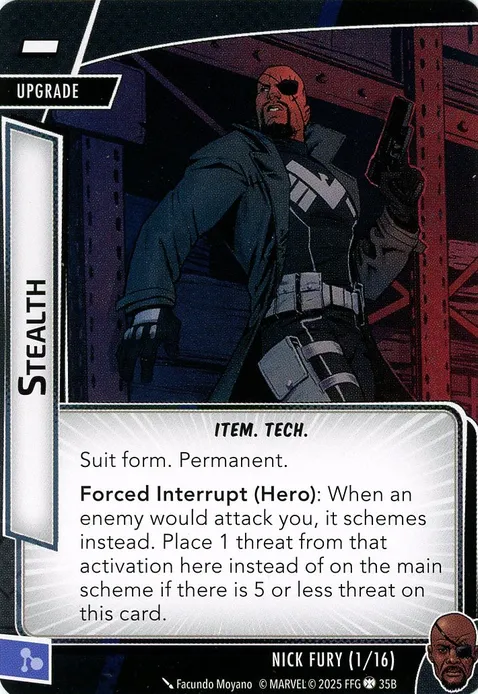 UPGRADE
STEALTH
ITEM. TECH.
Suit form. Permanent.
Forced Interrupt (Hero): When an
enemy would attack you, it schemes
instead. Place 1 threat from that
activation here instead of on the main
scheme if there is 5 or less threat on
this card.
NICK FURY (1/16)
Facundo Moyano © MARVEL © 2025 FFG 35B